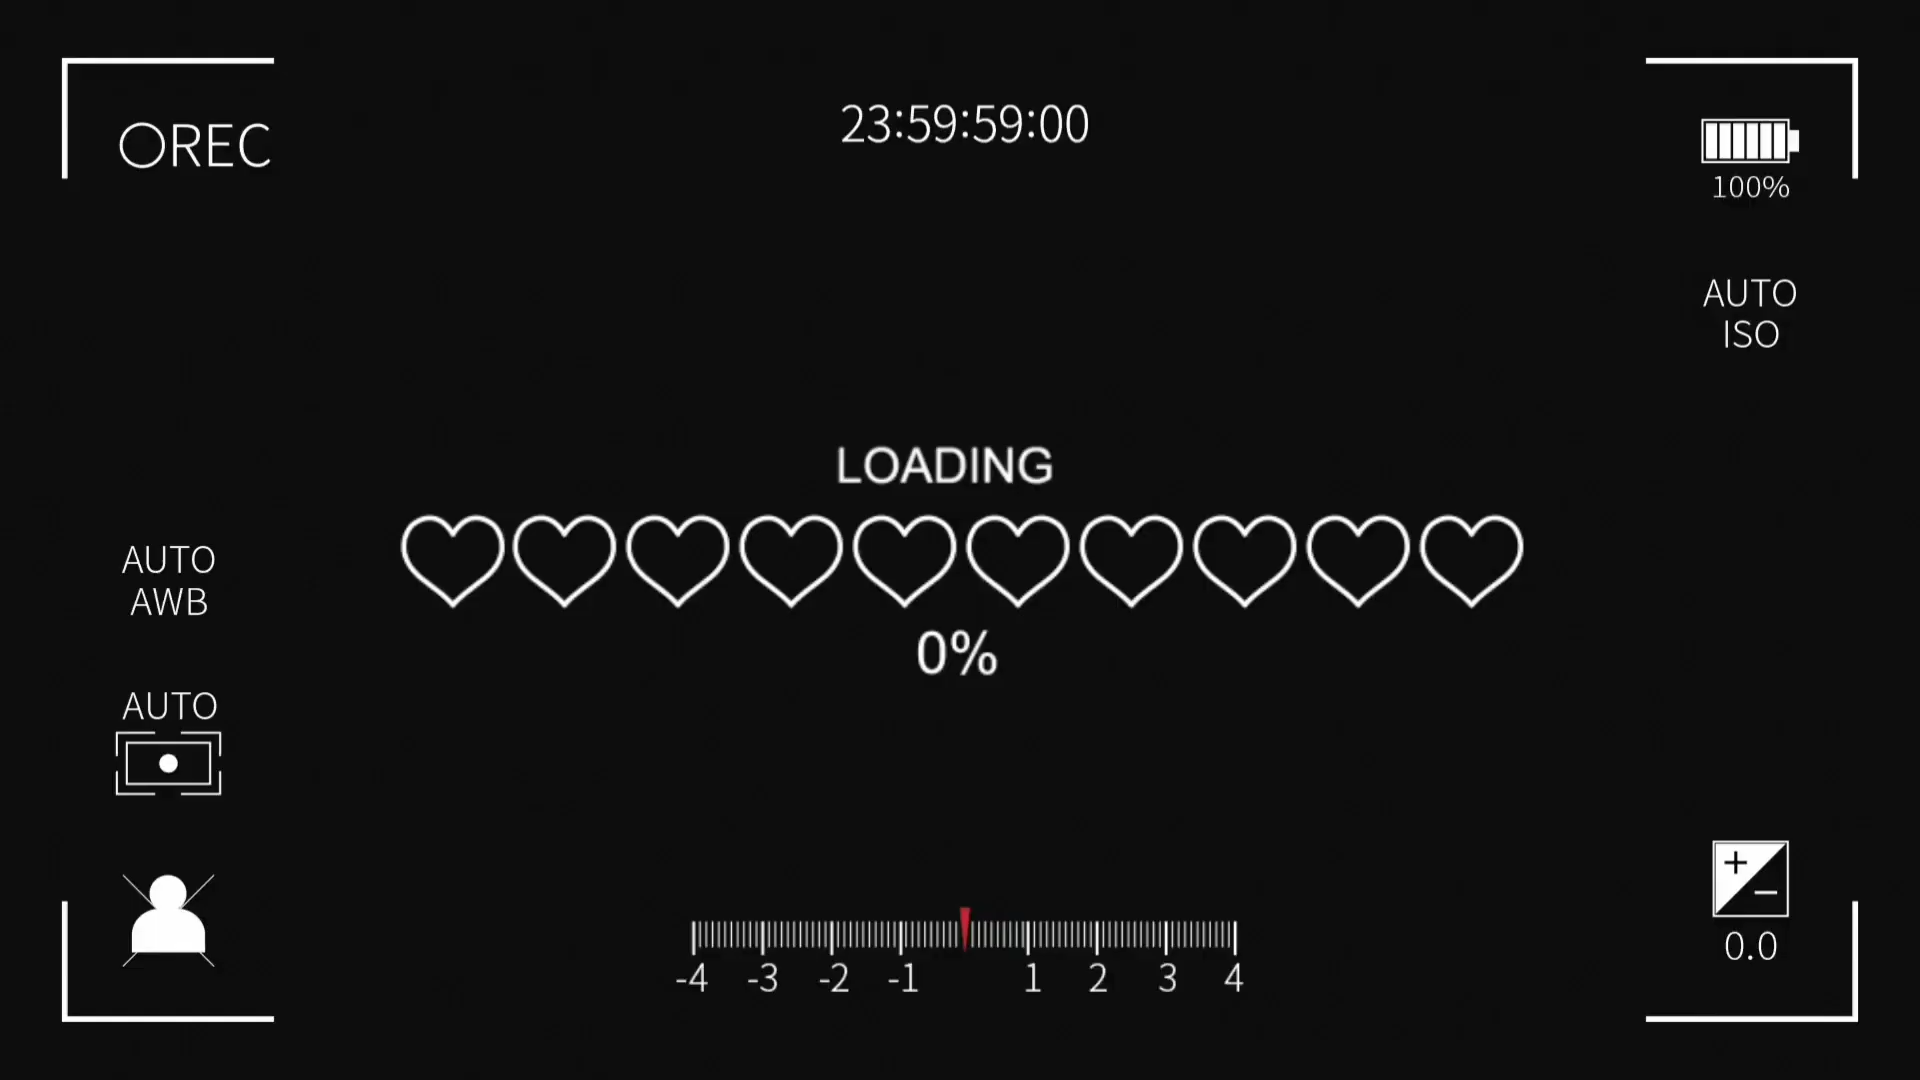 REC
23:59:59:00
100%
AUTO
ISO
LOADING
0%
AUTO
AWB
AUTO
+
−
0.0
-4 -3 -2 -1 1 2 3 4